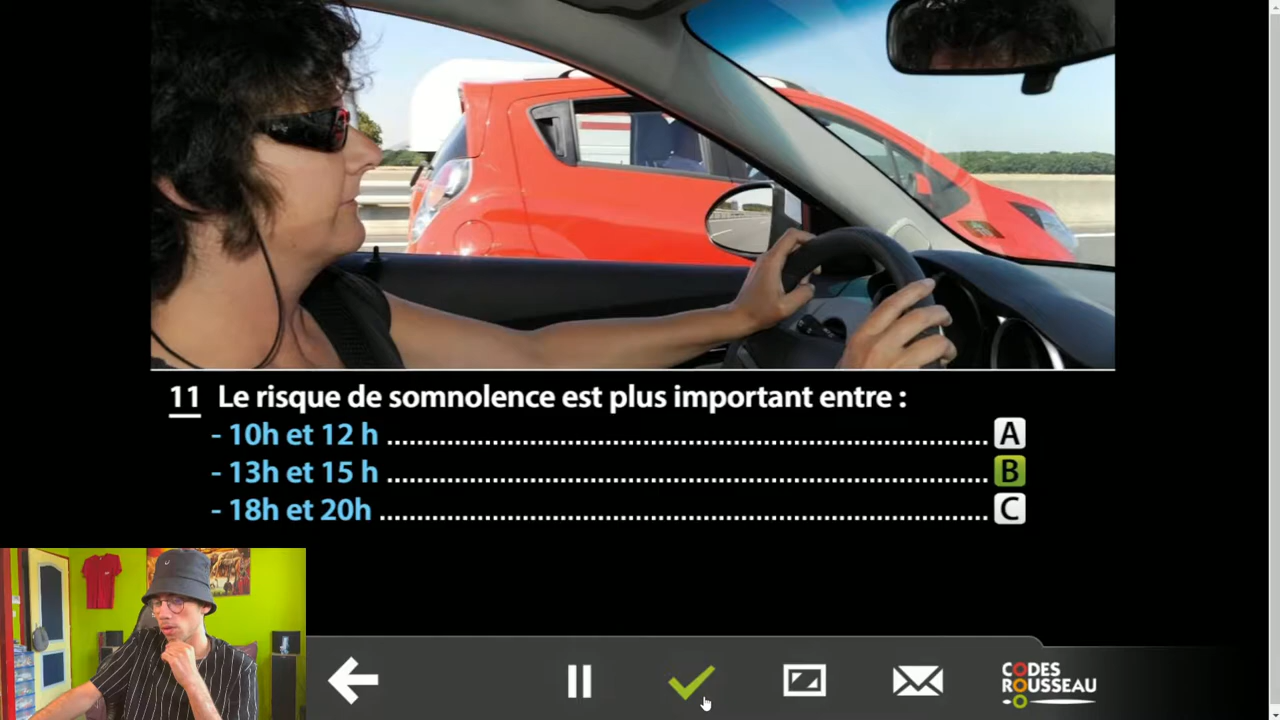 11 Le risque de somnolence est plus important entre :
- 10h et 12 h ................................................................................ A
- 13h et 15 h ................................................................................ B
- 18h et 20h ................................................................................. C
CODES
ROUSSEAU